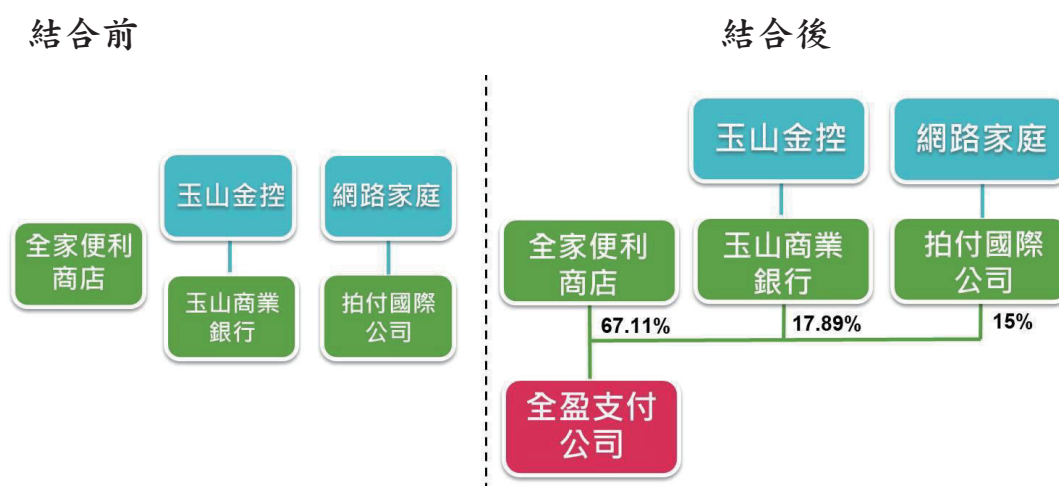 結合前
玉山金控
網路家庭
全家便利
商店
玉山商業
銀行
拍付國際
公司
結合後
玉山金控
網路家庭
全家便利
商店
玉山商業
銀行
拍付國際
公司
67.11%
17.89%
15%
全盈支付
公司